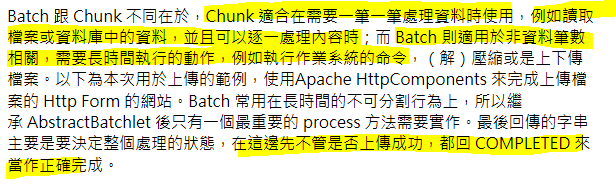 Batch 跟 Chunk 不同在於，Chunk 適合在需要一筆一筆處理資料時使用，例如讀取
檔案或資料庫中的資料，並且可以逐一處理內容時；而 Batch 則適用於非資料筆數
相關，需要長時間執行的動作，例如執行作業系統的命令，（解）壓縮或是上下傳
檔案。以下為本次用於上傳的範例，使用Apache HttpComponents 來完成上傳檔
案的 Http Form 的網站。Batch 常用在長時間的不可分割行為上，所以繼
承 AbstractBatchlet 後只有一個最重要的 process 方法需要實作。最後回傳的字串
主要是要決定整個處理的狀態，在這邊先不管是否上傳成功，都回 COMPLETED 來
當作正確完成。